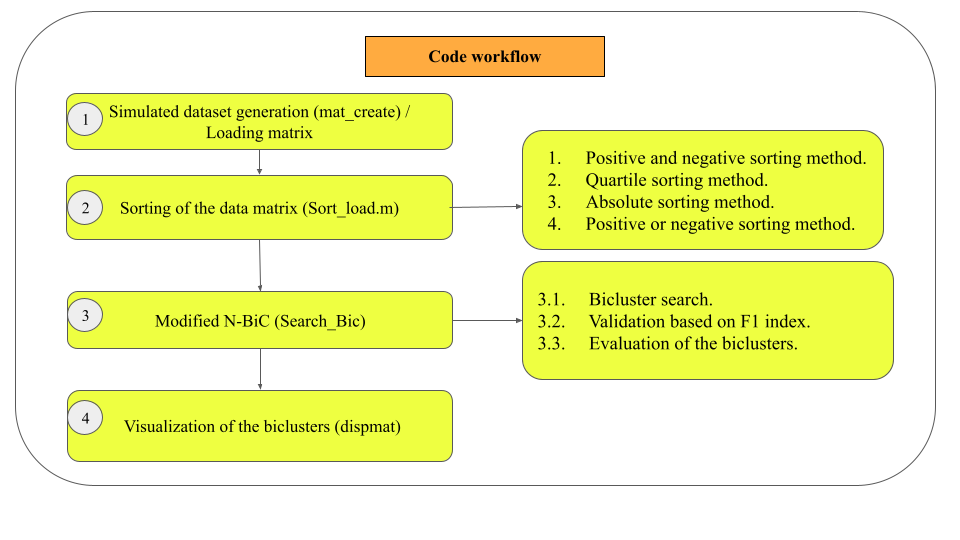 Code workflow
1
Simulated dataset generation (mat_create) /
Loading matrix
2
Sorting of the data matrix (Sort_load.m)
1. Positive and negative sorting method.
2. Quartile sorting method.
3. Absolute sorting method.
4. Positive or negative sorting method.
3
Modified N-BiC (Search_Bic)
3.1. Bicluster search.
3.2. Validation based on F1 index.
3.3. Evaluation of the biclusters.
4
Visualization of the biclusters (dispmat)